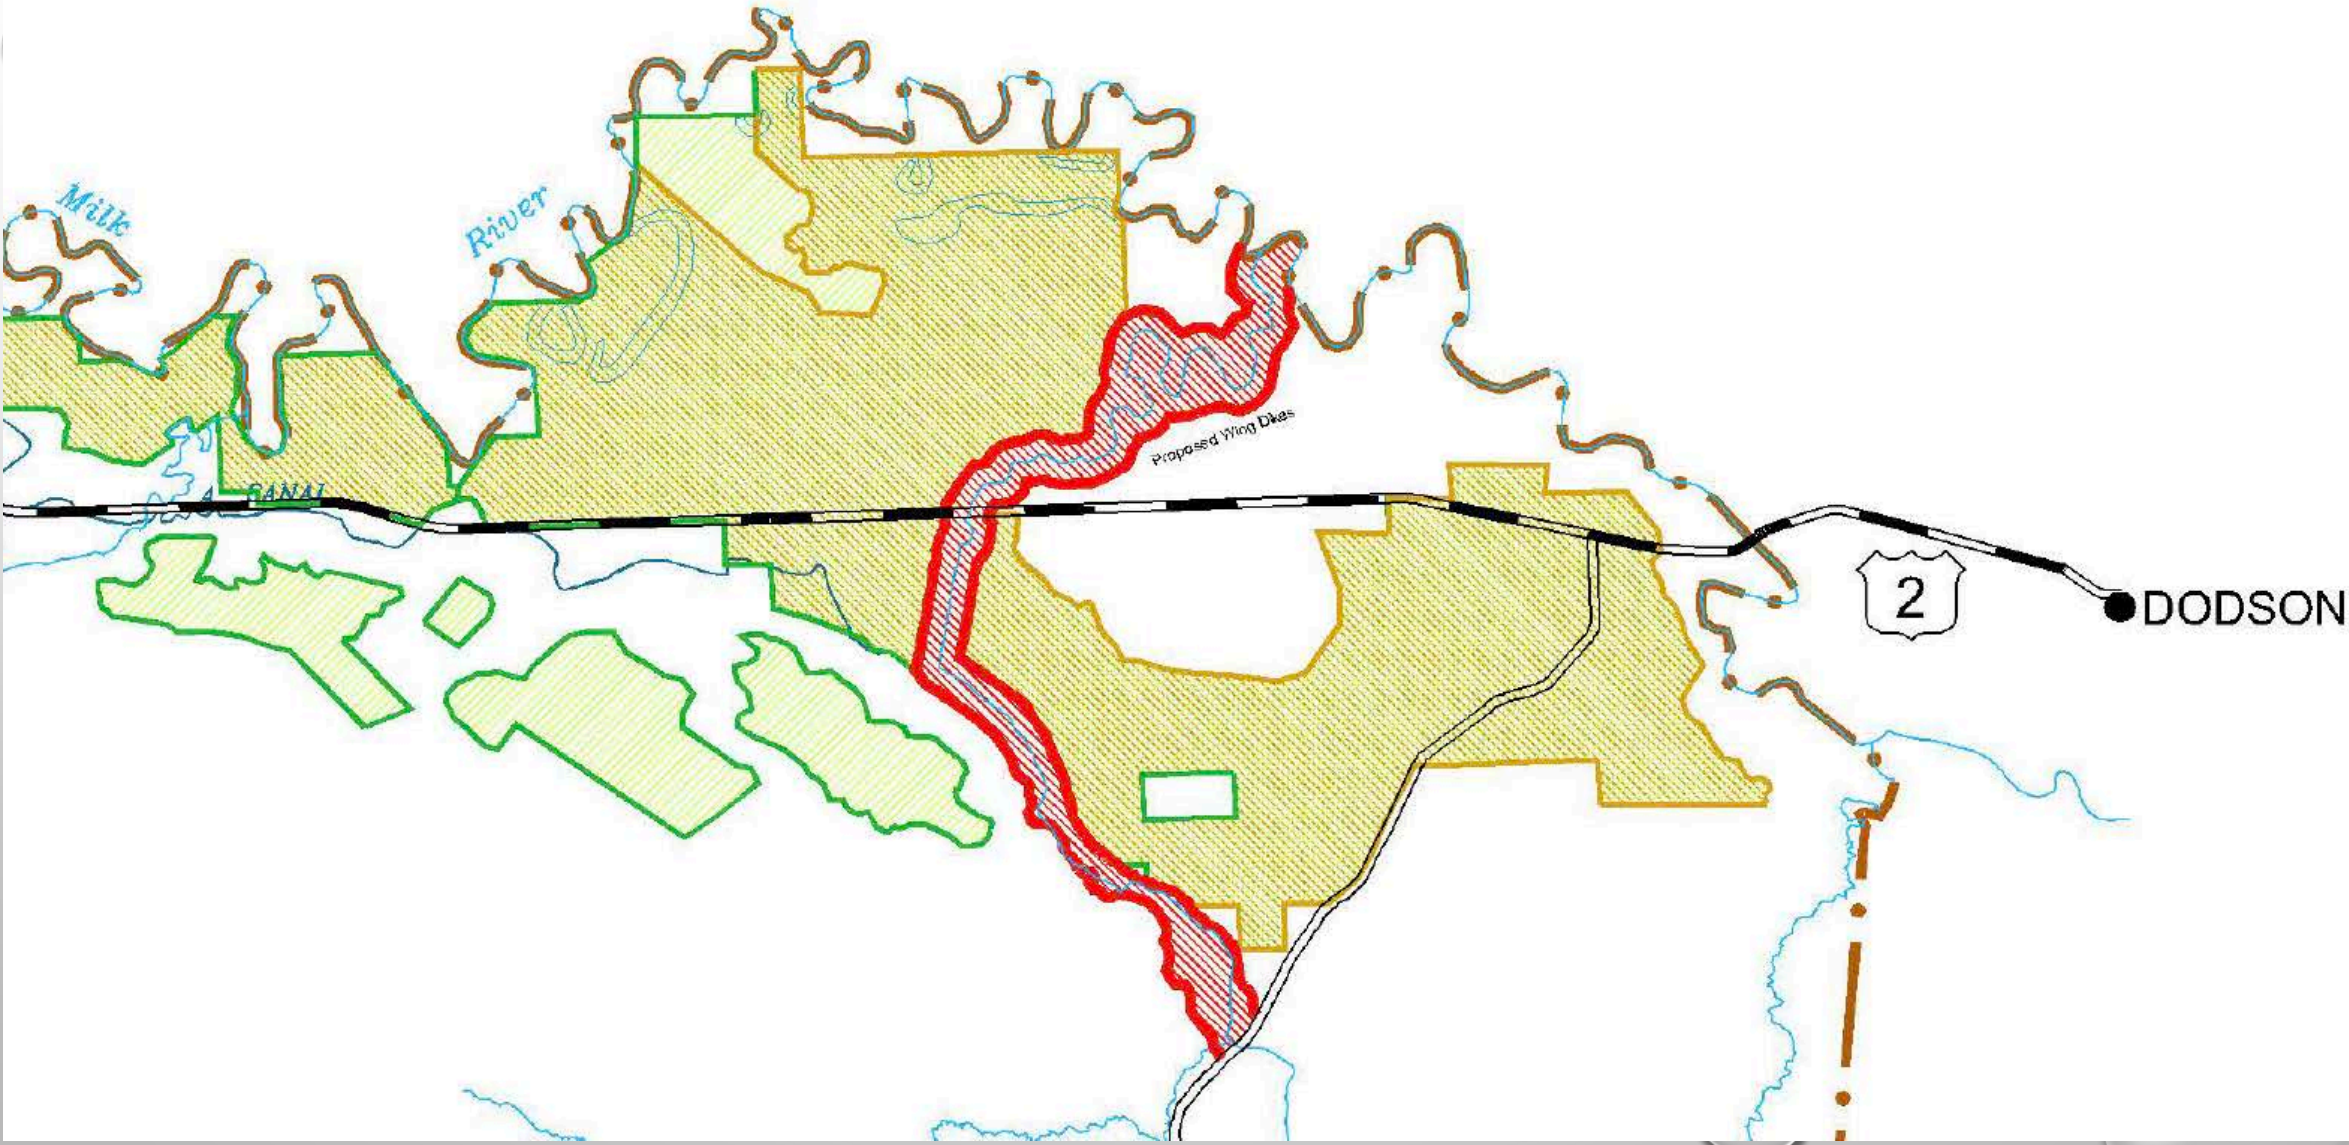 Milk
River
A CANAL
Proposed Wing Dikes
2
DODSON